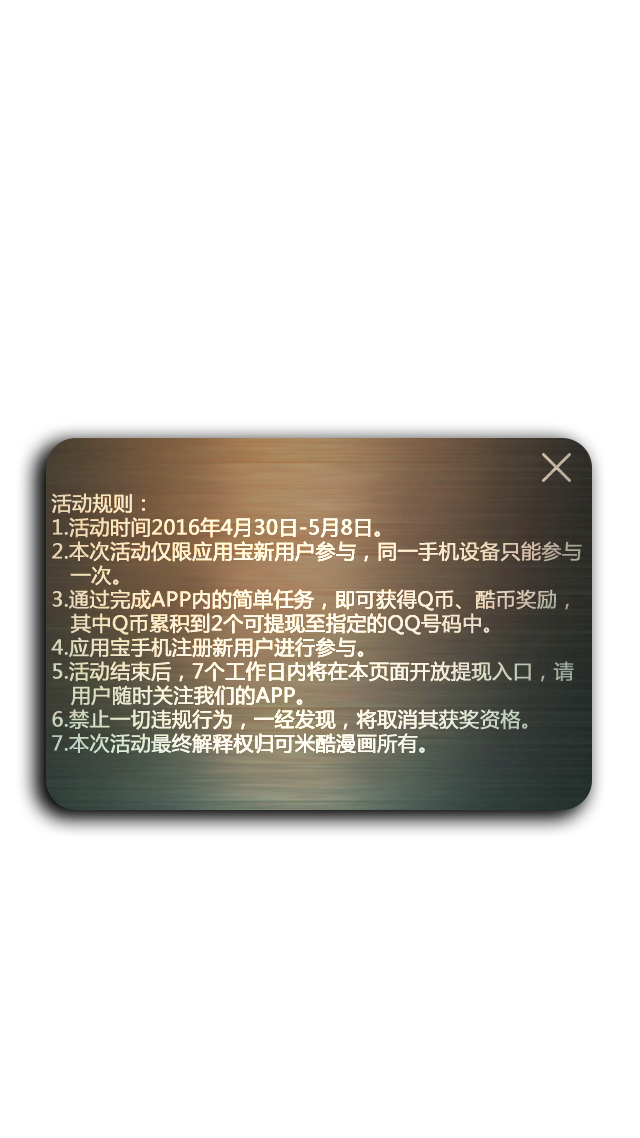 活动规则：
1.活动时间2016年4月30日-5月8日。
2.本次活动仅限应用宝新用户参与，同一手机设备只能参与
一次。
3.通过完成APP内的简单任务，即可获得Q币、酷币奖励，
其中Q币累积到2个可提现至指定的QQ号码中。
4.应用宝手机注册新用户进行参与。
5.活动结束后，7个工作日内将在本页面开放提现入口，请
用户随时关注我们的APP。
6.禁止一切违规行为，一经发现，将取消其获奖资格。
7.本次活动最终解释权归可米酷漫画所有。